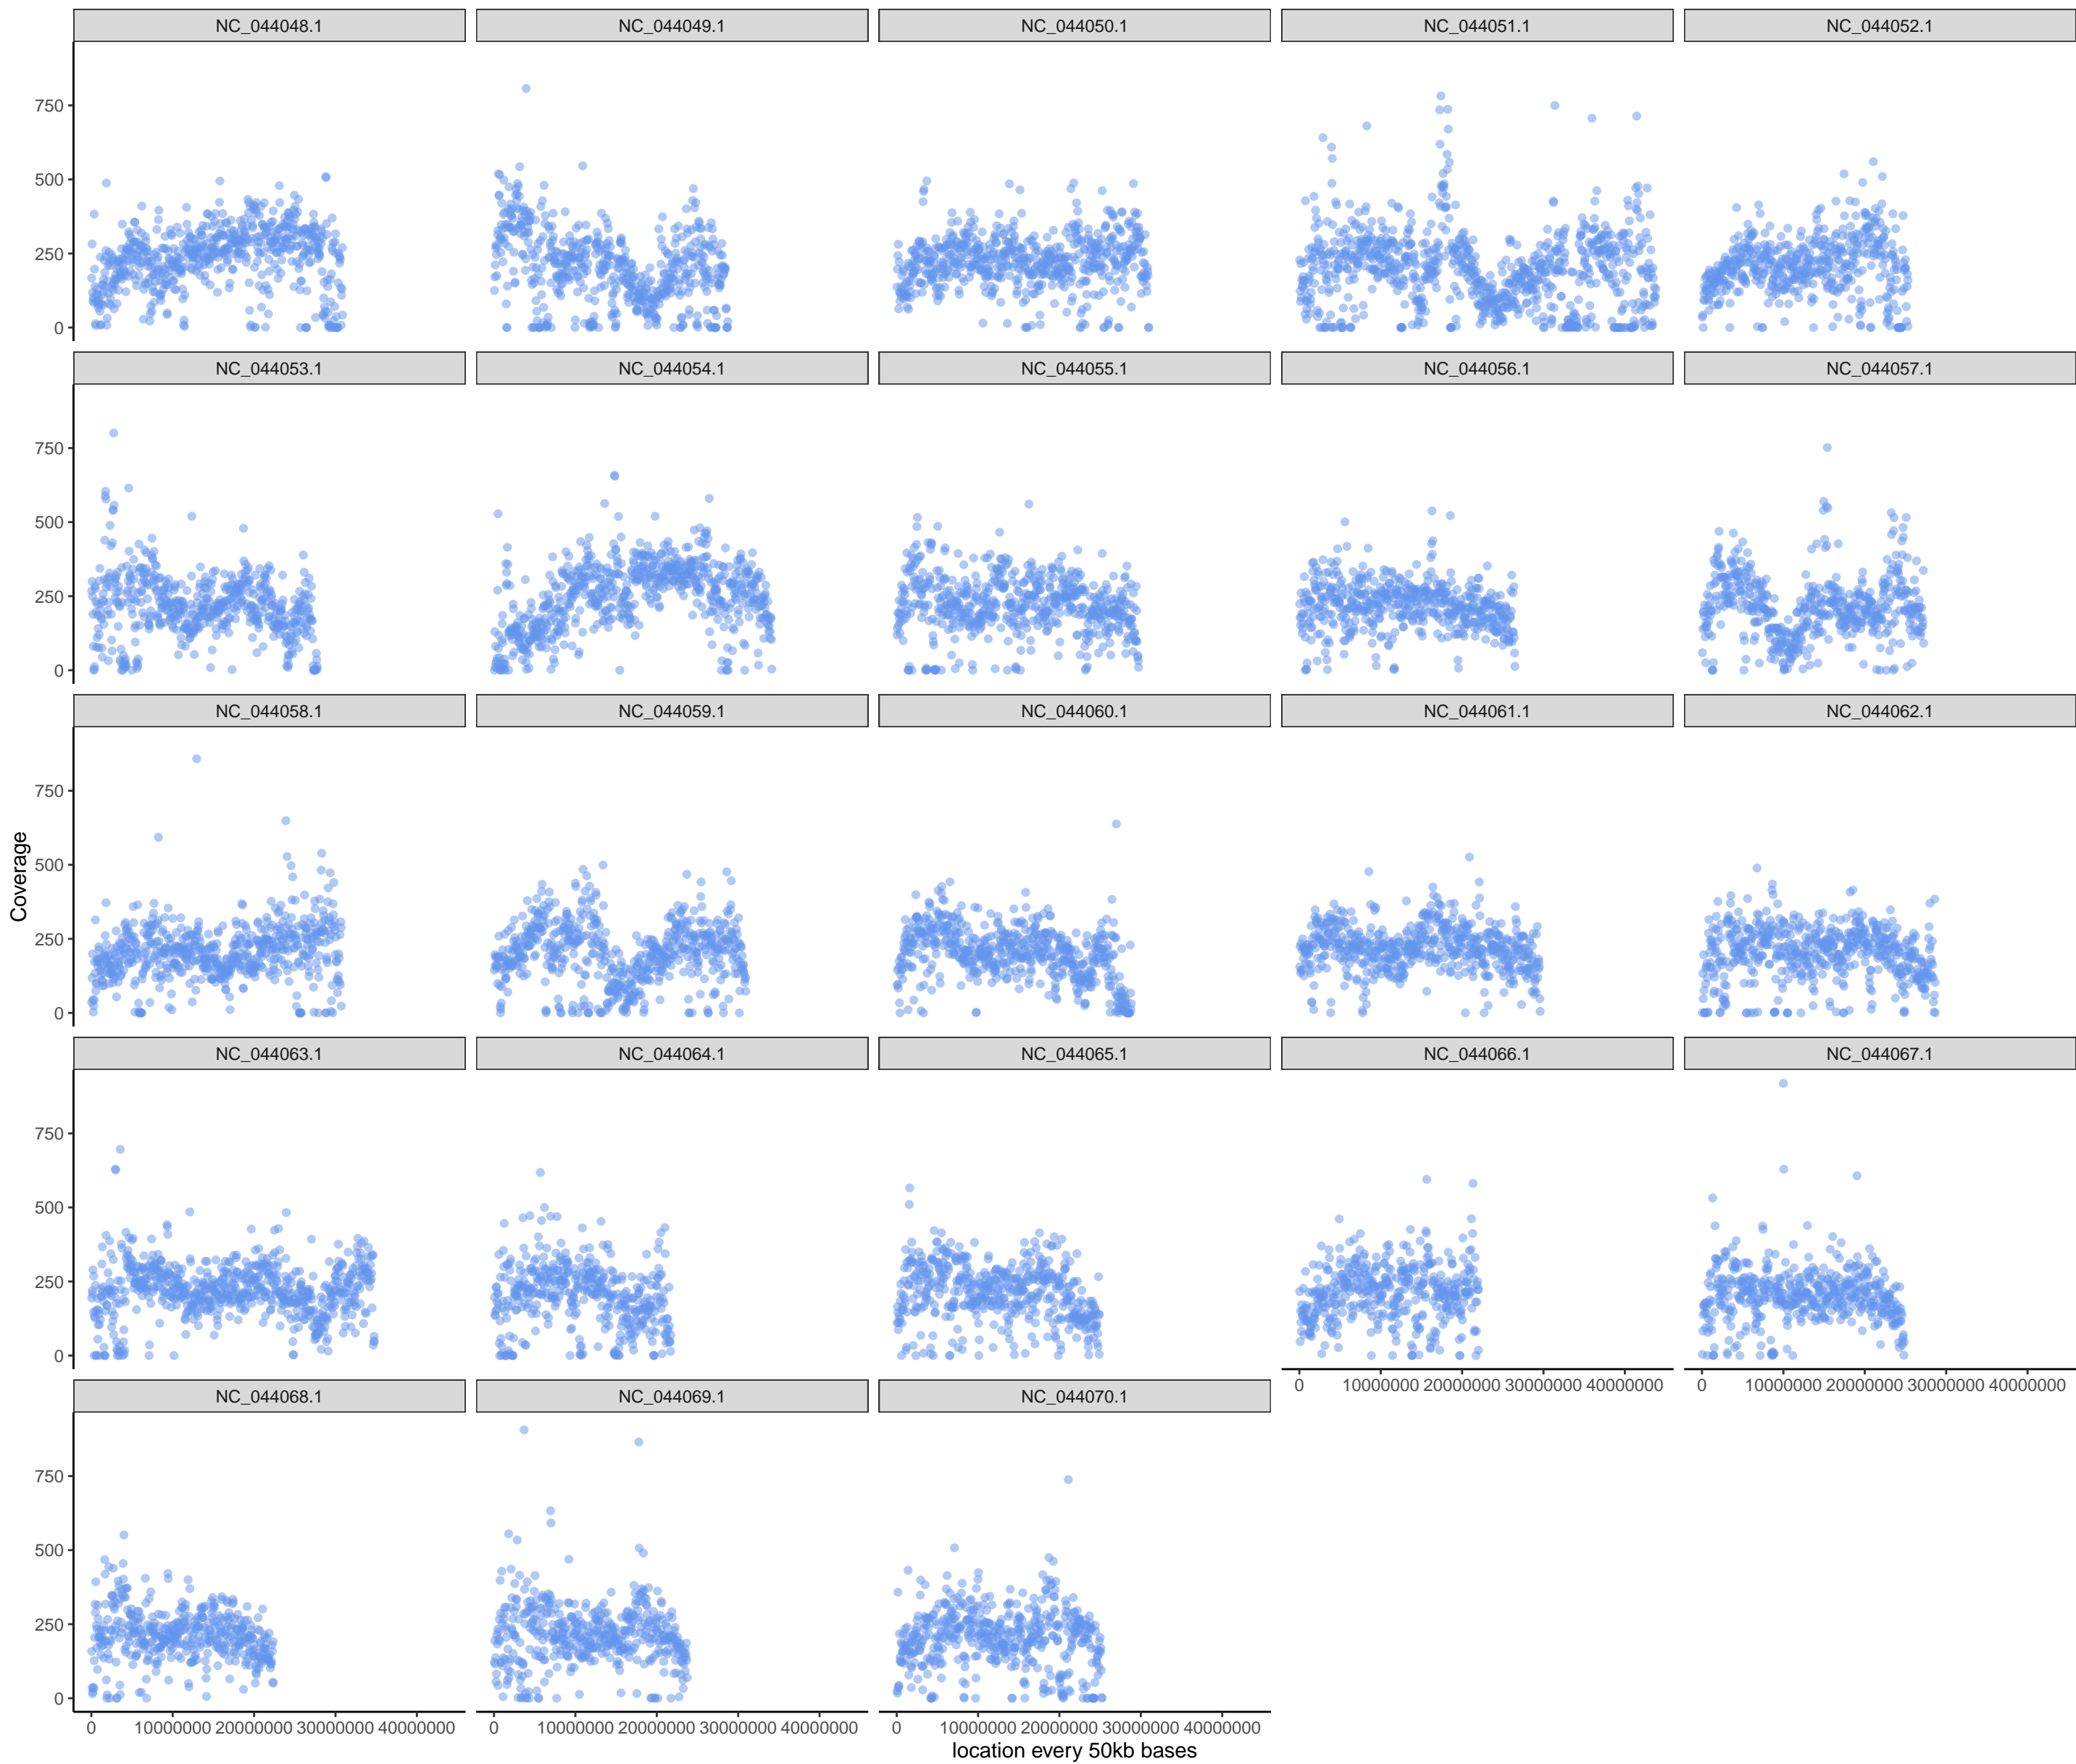 NC_044048.1 NC_044049.1 NC_044050.1 NC_044051.1 NC_044052.1
750
500
250
0
NC_044053.1 NC_044054.1 NC_044055.1 NC_044056.1 NC_044057.1
750
500
250
0
NC_044058.1 NC_044059.1 NC_044060.1 NC_044061.1 NC_044062.1
750
500
250
0
Coverage
NC_044063.1 NC_044064.1 NC_044065.1 NC_044066.1 NC_044067.1
750
500
250
0
0 10000000 20000000 30000000 40000000 0 10000000 20000000 30000000 40000000
NC_044068.1 NC_044069.1 NC_044070.1
750
500
250
0
0 10000000 20000000 30000000 40000000 0 10000000 20000000 30000000 40000000 0 10000000 20000000 30000000 40000000
location every 50kb bases